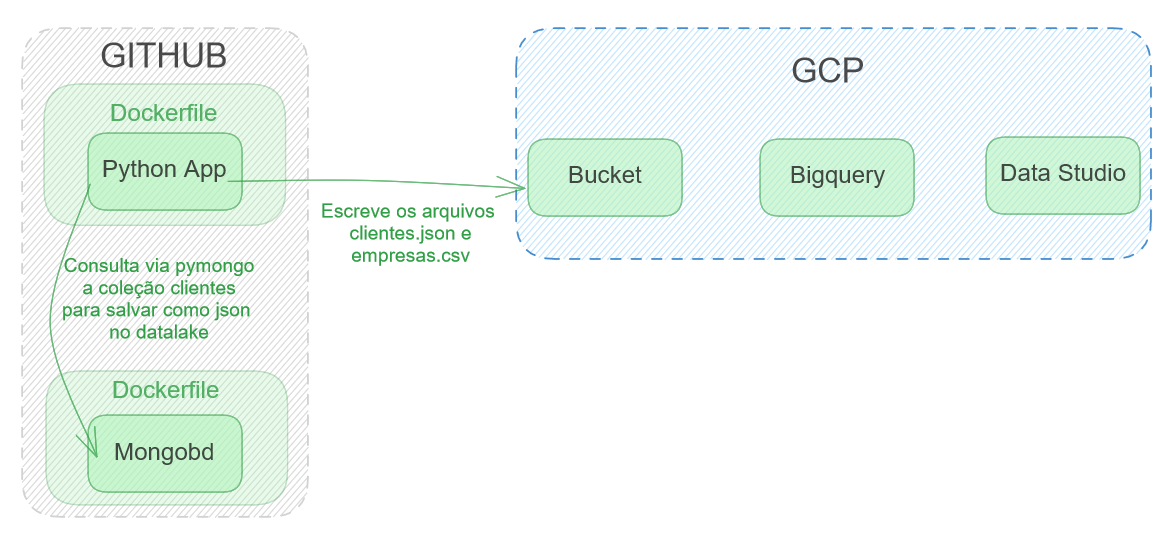 GITHUB
Dockerfile
Python App
Consulta via pymongo
a coleção clientes
para salvar como json
no datalake
Dockerfile
Mongobd
Escreve os arquivos
clientes.json e
empresas.csv
GCP
Bucket
Bigquery
Data Studio